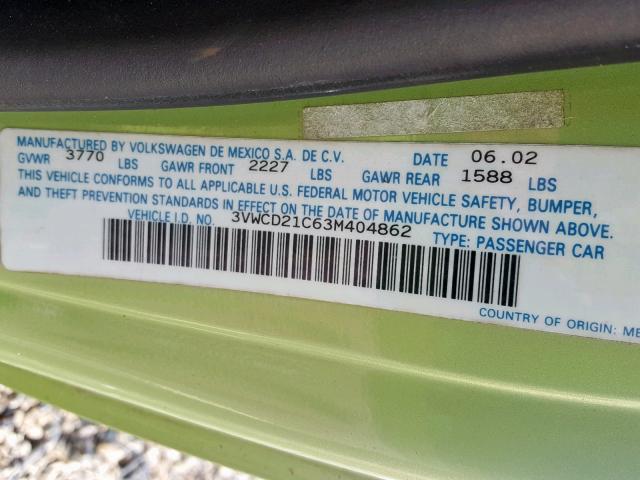 MANUFACTURED BY VOLKSWAGEN DE MEXICO S.A. DE C.V. DATE 06.02
GVWR 3770 LBS GAWR FRONT 2227 LBS GAWR REAR 1588 LBS
THIS VEHICLE CONFORMS TO ALL APPLICABLE U.S. FEDERAL MOTOR VEHICLE SAFETY, BUMPER,
AND THEFT PREVENTION STANDARDS IN EFFECT ON THE DATE OF MANUFACTURE SHOWN ABOVE.
VEHICLE I.D. NO. 3VWCD21C63M404862 TYPE: PASSENGER CAR
COUNTRY OF ORIGIN: ME